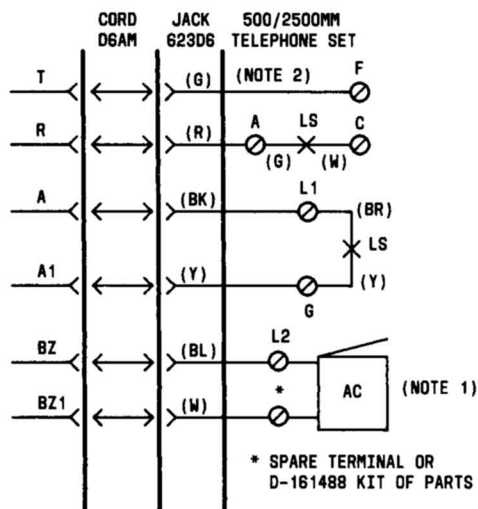 CORD JACK 500/2500MM
D6AM 623D6 TELEPHONE SET
T (G) (NOTE 2) F
R (R) A LS C
(G) (W)
A (BK) L1 (BR)
LS
A1 (Y) (Y)
G
BZ (BL) L2
* AC (NOTE 1)
BZ1 (W)
* SPARE TERMINAL OR
D-161488 KIT OF PARTS